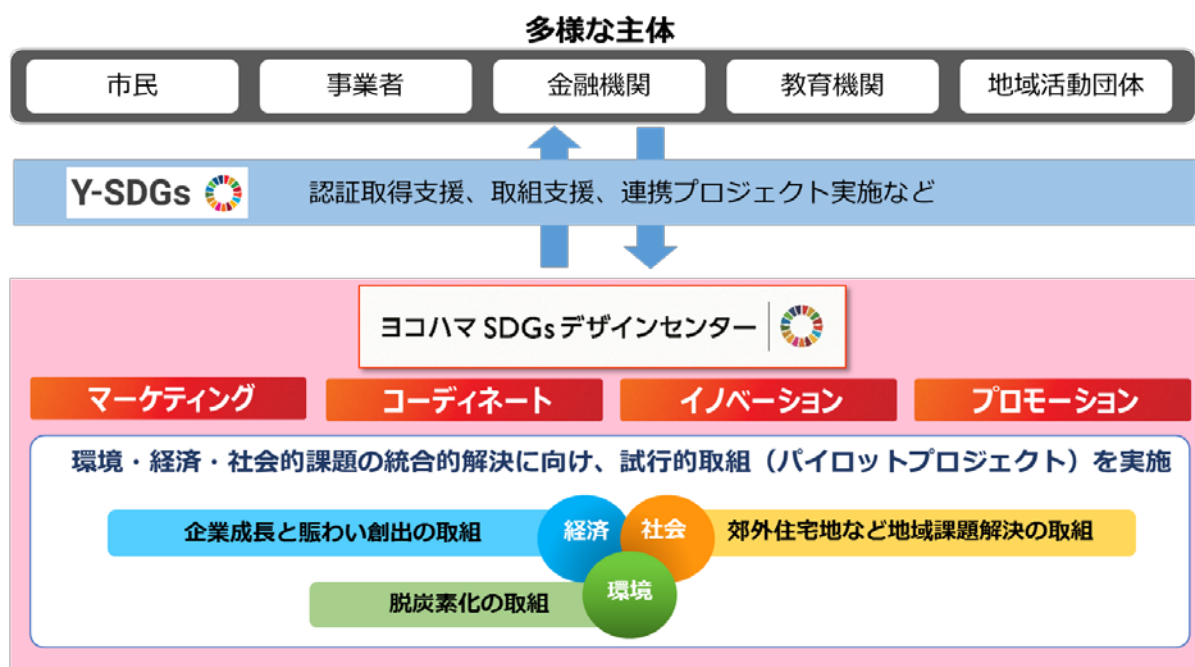 多様な主体
市民
事業者
金融機関
教育機関
地域活動団体
Y-SDGs
認証取得支援、取組支援、連携プロジェクト実施など
ヨコハマ SDGsデザインセンター
マーケティング
コーディネート
イノベーション
プロモーション
環境・経済・社会的課題の統合的解決に向け、試行的取組（パイロットプロジェクト）を実施
企業成長と賑わい創出の取組
経済
社会
郊外住宅地など地域課題解決の取組
脱炭素化の取組
環境